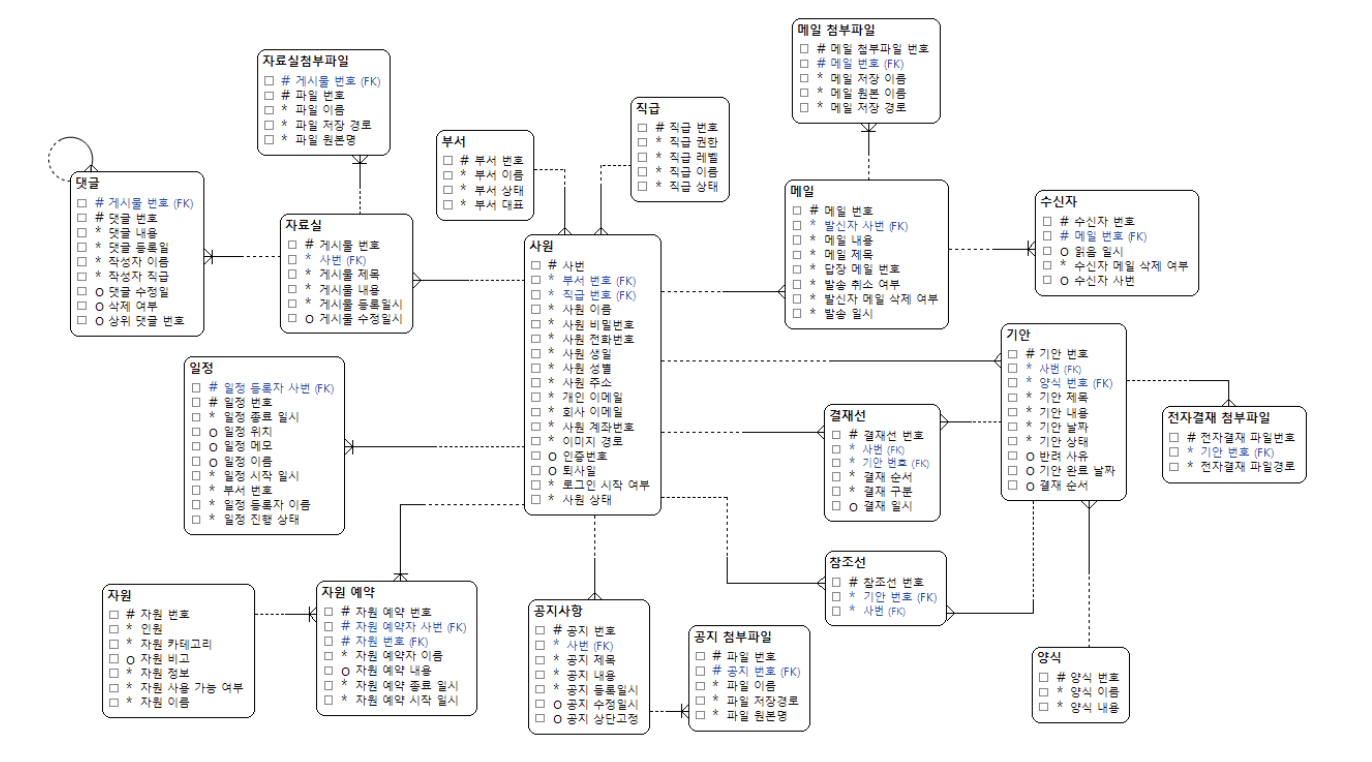 메일 첨부파일
# 메일 첨부파일 번호
# 메일 번호 (FK)
* 메일 저장 이름
* 메일 원본 이름
* 메일 저장 경로
자료실첨부파일
# 게시물 번호 (FK)
# 파일 번호
* 파일 이름
* 파일 저장 경로
* 파일 원본명
직급
# 직급 번호
* 직급 권한
* 직급 레벨
* 직급 이름
* 직급 상태
부서
# 부서 번호
* 부서 이름
* 부서 상태
* 부서 대표
댓글
# 게시물 번호 (FK)
# 댓글 번호
* 댓글 내용
* 댓글 등록일
* 작성자 이름
* 작성자 직급
O 댓글 수정일
O 삭제 여부
O 상위 댓글 번호
자료실
# 게시물 번호
* 사번 (FK)
* 게시물 제목
* 게시물 내용
* 게시물 등록일시
O 게시물 수정일시
사원
# 사번
* 부서 번호 (FK)
* 직급 번호 (FK)
* 사원 이름
* 사원 비밀번호
* 사원 전화번호
* 사원 생일
* 사원 성별
* 사원 주소
* 개인 이메일
* 회사 이메일
* 사원 계좌번호
* 이미지 경로
O 인증번호
O 퇴사일
* 로그인 시작 여부
* 사원 상태
메일
# 메일 번호
* 발신자 사번 (FK)
* 메일 내용
* 메일 제목
* 답장 메일 번호
* 발송 취소 여부
* 발신자 메일 삭제 여부
* 발송 일시
수신자
# 수신자 번호
# 메일 번호 (FK)
O 읽음 일시
* 수신자 메일 삭제 여부
O 수신자 사번
일정
# 일정 등록자 사번 (FK)
# 일정 번호
* 일정 종료 일시
O 일정 위치
O 일정 메모
O 일정 이름
* 일정 시작 일시
* 부서 번호
* 일정 등록자 이름
* 일정 진행 상태
기안
# 기안 번호
* 사번 (FK)
* 양식 번호 (FK)
* 기안 제목
* 기안 내용
* 기안 날짜
* 기안 상태
O 반려 사유
O 기안 완료 날짜
O 결재 순서
결재선
# 결재선 번호
* 사번 (FK)
* 기안 번호 (FK)
* 결재 순서
* 결재 구분
O 결재 일시
전자결재 첨부파일
# 전자결재 파일번호
* 기안 번호 (FK)
* 전자결재 파일경로
참조선
# 참조선 번호
* 기안 번호 (FK)
* 사번 (FK)
자원
# 자원 번호
* 인원
* 자원 카테고리
O 자원 비고
* 자원 정보
* 자원 사용 가능 여부
* 자원 이름
자원 예약
# 자원 예약 번호
# 자원 예약자 사번 (FK)
# 자원 번호 (FK)
* 자원 예약자 이름
O 자원 예약 내용
* 자원 예약 종료 일시
* 자원 예약 시작 일시
공지사항
# 공지 번호
* 사번 (FK)
* 공지 제목
* 공지 내용
* 공지 등록일시
O 공지 수정일시
O 공지 상단고정
공지 첨부파일
# 파일 번호
# 공지 번호 (FK)
* 파일 이름
* 파일 저장경로
* 파일 원본명
양식
# 양식 번호
* 양식 이름
* 양식 내용